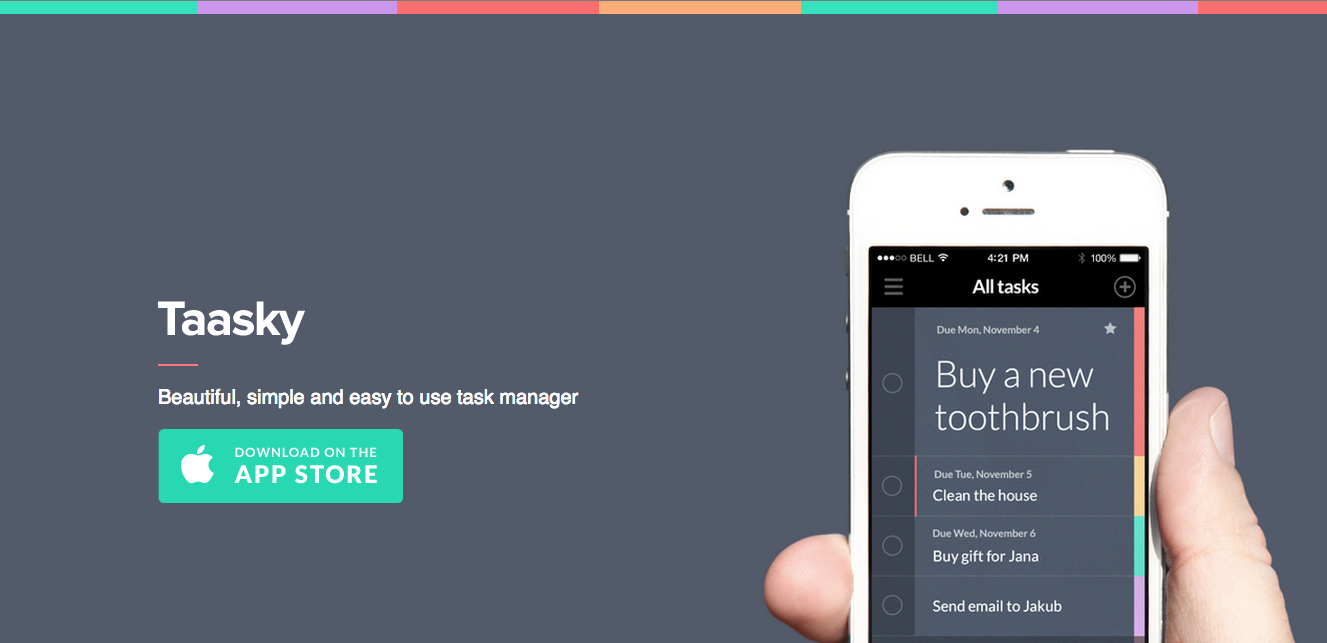 Taasky
Beautiful, simple and easy to use task manager
DOWNLOAD ON THE
APP STORE
BELL 4:21 PM 100%
All tasks
Due Mon, November 4
Buy a new
toothbrush
Due Tue, November 5
Clean the house
Due Wed, November 6
Buy gift for Jana
Send email to Jakub